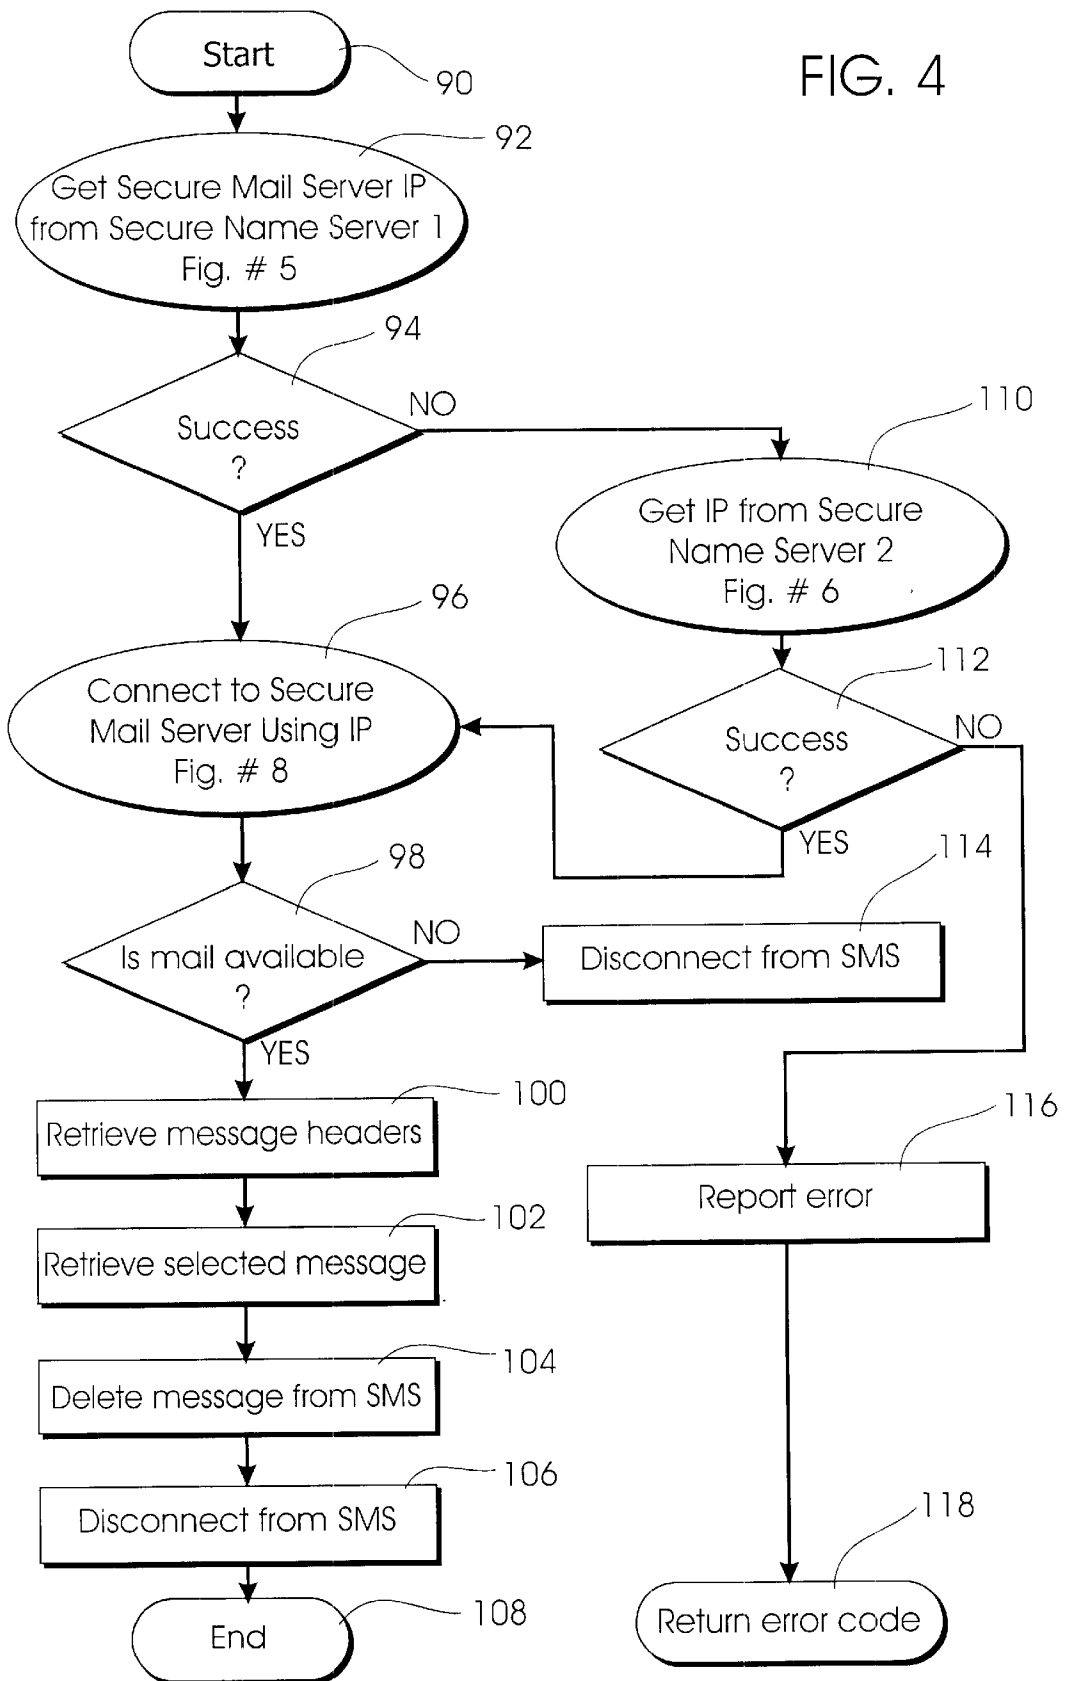 FIG. 4
Start
90
92
Get Secure Mail Server IP
from Secure Name Server 1
Fig. # 5
94
Success
?
NO
YES
110
Get IP from Secure
Name Server 2
Fig. # 6
96
Connect to Secure
Mail Server Using IP
Fig. # 8
112
Success
?
NO
YES
98
Is mail available
?
NO
YES
114
Disconnect from SMS
100
Retrieve message headers
116
Report error
102
Retrieve selected message
104
Delete message from SMS
106
Disconnect from SMS
118
Return error code
108
End